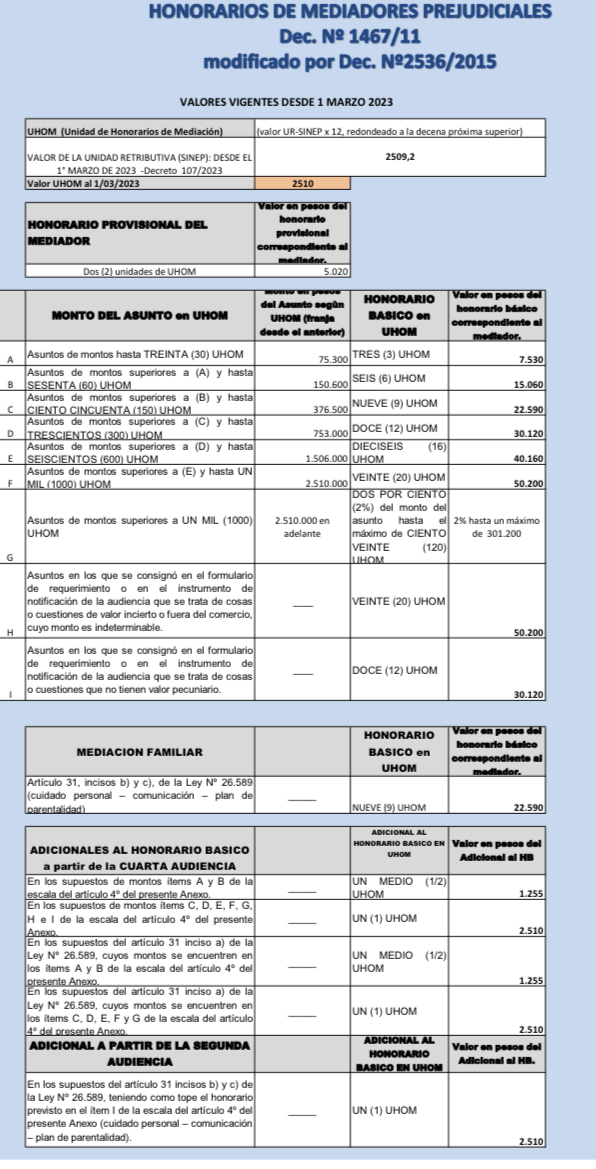 HONORARIOS DE MEDIADORES PREJUDICIALES
Dec. Nº 1467/11
modificado por Dec. Nº2536/2015
VALORES VIGENTES DESDE 1 MARZO 2023
UHOM (Unidad de Honorarios de Mediación)
(valor UR-SINEP x 12, redondeado a la decena próxima superior)
VALOR DE LA UNIDAD RETRIBUTIVA (SINEP): DESDE EL
1° MARZO DE 2023 -Decreto 107/2023
2509,2
Valor UHOM al 1/03/2023
2510
HONORARIO PROVISIONAL DEL
MEDIADOR
Valor en pesos del
honorario
provisional
correspondiente al
mediador.
Dos (2) unidades de UHOM
5.020
MONTO DEL ASUNTO en UHOM
Monto en pesos
del Asunto según
UHOM (franja
desde el anterior)
HONORARIO
BASICO en
UHOM
Valor en pesos del
honorario básico
correspondiente al
mediador.
A
Asuntos de montos hasta TREINTA (30) UHOM
75.300
TRES (3) UHOM
7.530
B
Asuntos de montos superiores a (A) y hasta
SESENTA (60) UHOM
150.600
SEIS (6) UHOM
15.060
C
Asuntos de montos superiores a (B) y hasta
CIENTO CINCUENTA (150) UHOM
376.500
NUEVE (9) UHOM
22.590
D
Asuntos de montos superiores a (C) y hasta
TRESCIENTOS (300) UHOM
753.000
DOCE (12) UHOM
30.120
E
Asuntos de montos superiores a (D) y hasta
SEISCIENTOS (600) UHOM
1.506.000
DIECISEIS (16)
UHOM
40.160
F
Asuntos de montos superiores a (E) y hasta UN
MIL (1000) UHOM
2.510.000
VEINTE (20) UHOM
50.200
G
Asuntos de montos superiores a UN MIL (1000)
UHOM
2.510.000 en
adelante
DOS POR CIENTO
(2%) del monto del
asunto hasta el
máximo de CIENTO
VEINTE (120)
UHOM
2% hasta un máximo
de 301.200
H
Asuntos en los que se consignó en el formulario
de requerimiento o en el instrumento de
notificación de la audiencia que se trata de cosas
o cuestiones de valor incierto o fuera del comercio,
cuyo monto es indeterminable.
____
VEINTE (20) UHOM
50.200
I
Asuntos en los que se consignó en el formulario
de requerimiento o en el instrumento de
notificación de la audiencia que se trata de cosas
o cuestiones que no tienen valor pecuniario.
____
DOCE (12) UHOM
30.120
MEDIACION FAMILIAR
HONORARIO
BASICO en
UHOM
Valor en pesos del
honorario básico
correspondiente al
mediador.
Artículo 31, incisos b) y c), de la Ley Nº 26.589
(cuidado personal – comunicación – plan de
parentalidad)
____
NUEVE (9) UHOM
22.590
ADICIONALES AL HONORARIO BASICO
a partir de la CUARTA AUDIENCIA
ADICIONAL AL
HONORARIO BASICO EN
UHOM
Valor en pesos del
Adicional al HB
En los supuestos de montos ítems A y B de la
escala del artículo 4º del presente Anexo.
____
UN MEDIO (1/2)
UHOM
1.255
En los supuestos de montos ítems C, D, E, F, G,
H e I de la escala del artículo 4º del presente
Anexo.
____
UN (1) UHOM
2.510
En los supuestos del artículo 31 inciso a) de la
Ley Nº 26.589, cuyos montos se encuentren en
los ítems A y B de la escala del artículo 4º del
presente Anexo.
____
UN MEDIO (1/2)
UHOM
1.255
En los supuestos del artículo 31 inciso a) de la
Ley Nº 26.589, cuyos montos se encuentren en
los ítems C, D, E, F y G de la escala del artículo
4º del presente Anexo.
____
UN (1) UHOM
2.510
ADICIONAL A PARTIR DE LA SEGUNDA
AUDIENCIA
ADICIONAL AL
HONORARIO
BASICO EN UHOM
Valor en pesos del
Adicional al HB.
En los supuestos del artículo 31 incisos b) y c) de
la Ley Nº 26.589, teniendo como tope el honorario
previsto en el ítem I de la escala del artículo 4º del
presente Anexo (cuidado personal – comunicación
– plan de parentalidad).
____
UN (1) UHOM
2.510